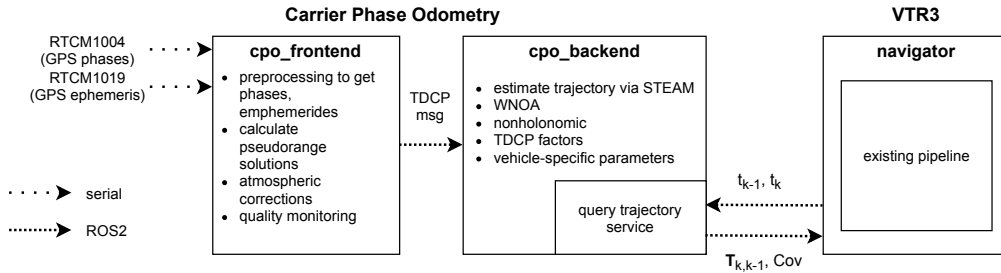 Carrier Phase Odometry
VTR3
RTCM1004
(GPS phases)
RTCM1019
(GPS ephemeris)
serial
ROS2
cpo_frontend
• preprocessing to get
phases,
emphemerides
• calculate
pseudorange
solutions
• atmospheric
corrections
• quality monitoring
TDCP
msg
cpo_backend
• estimate trajectory via STEAM
• WNOA
• nonholonomic
• TDCP factors
• vehicle-specific parameters
query trajectory
service
t_{k-1}, t_k
T_{k,k-1}, Cov
navigator
existing pipeline